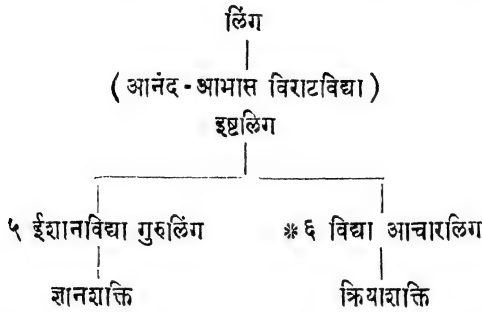 लिंग
( आनंद - आभास विराटविद्या )
इष्टलिग
५ ईशानविद्या गुरुलिंग
* ६ विद्या आचारलिग
ज्ञानशक्ति
क्रियाशक्ति